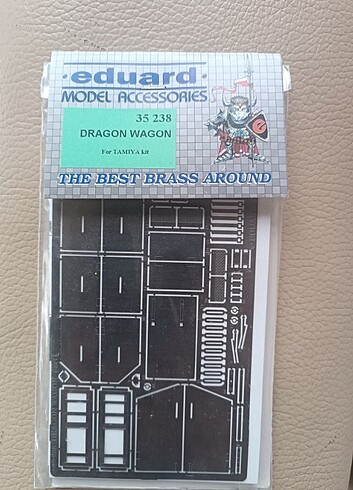 ·eduard·
MODEL ACCESSORIES
35 238
DRAGON WAGON
For TAMIYA kit
THE BEST BRASS AROUND